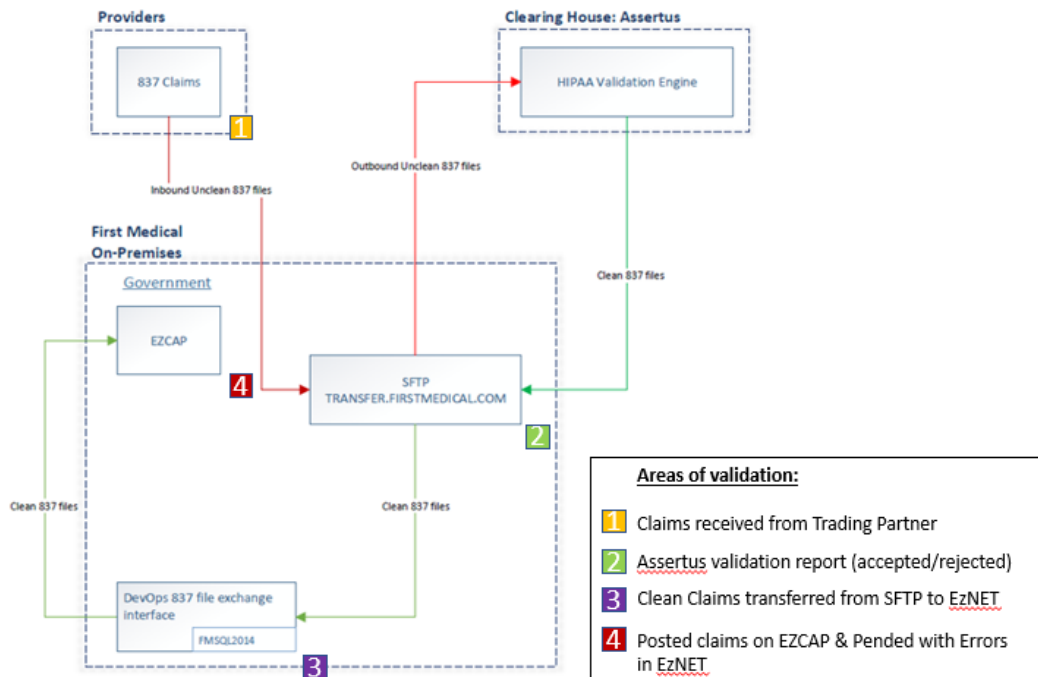 Providers
837 Claims
1
Clearing House: Assertus
HIPAA Validation Engine
Outbound Unclean 837 files
Inbound Unclean 837 files
Clean 837 files
First Medical
On-Premises
Government
EZCAP
4
SFTP
TRANSFER.FIRSTMEDICAL.COM
2
Clean 837 files
Clean 837 files
DevOps 837 file exchange
interface
FMSQL2014
3
Areas of validation:
1 Claims received from Trading Partner
2 Assertus validation report (accepted/rejected)
3 Clean Claims transferred from SFTP to EzNET
4 Posted claims on EZCAP & Pended with Errors
in EzNET